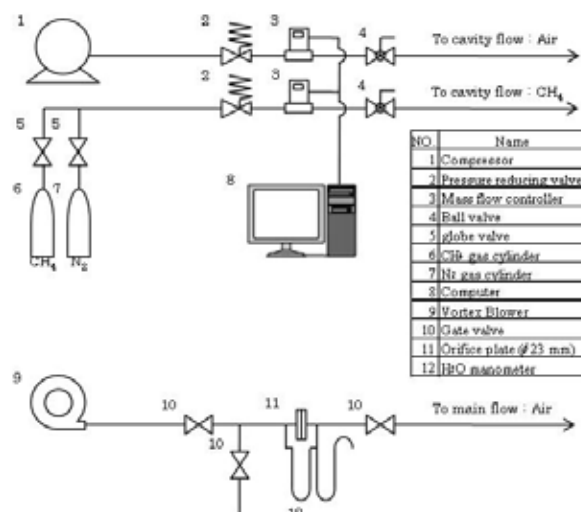 1
2
3
4
To cavity flow : Air
2
3
4
To cavity flow : CH4
5
5
6
7
8
CH4
N2
NO.
Name
1 Compressor
2 Pressure reducing valve
3 Mass flow controller
4 Ball valve
5 globe valve
6 CH4 gas cylinder
7 N2 gas cylinder
8 Computer
9 Vortex Blower
10 Gate valve
11 Orifice plate (∮23 mm)
12 H2O manometer
9
10
11
10
To main flow : Air
10